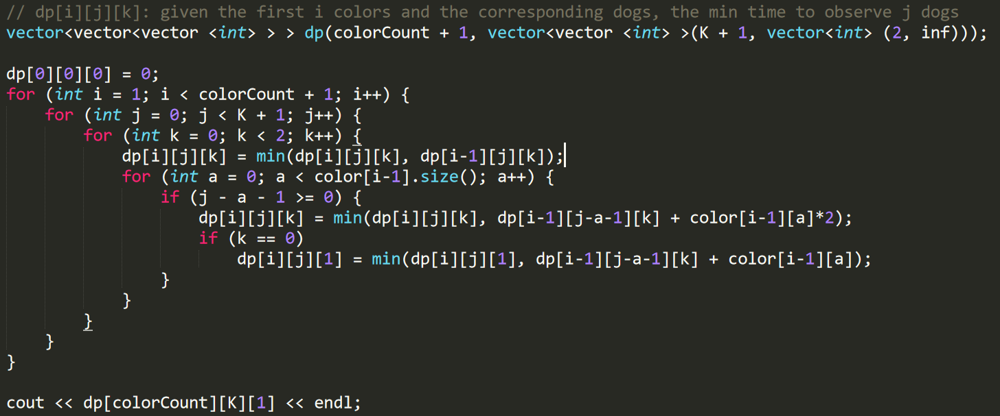 // dp[i][j][k]: given the first i colors and the corresponding dogs, the min time to observe j dogs
vector<vector<vector <int> > > dp(colorCount + 1, vector<vector <int> >(K + 1, vector<int> (2, inf)));

dp[0][0][0] = 0;
for (int i = 1; i < colorCount + 1; i++) {
    for (int j = 0; j < K + 1; j++) {
        for (int k = 0; k < 2; k++) {
            dp[i][j][k] = min(dp[i][j][k], dp[i-1][j][k]);
            for (int a = 0; a < color[i-1].size(); a++) {
                if (j - a - 1 >= 0) {
                    dp[i][j][k] = min(dp[i][j][k], dp[i-1][j-a-1][k] + color[i-1][a]*2);
                    if (k == 0)
                        dp[i][j][1] = min(dp[i][j][1], dp[i-1][j-a-1][k] + color[i-1][a]);
                }
            }
        }
    }
}

cout << dp[colorCount][K][1] << endl;